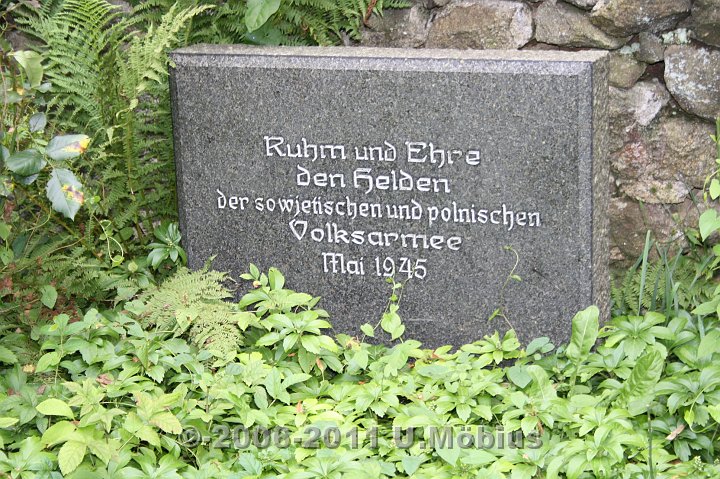 Ruhm und Ehre
den Helden
der sowjetischen und polnischen
Volksarmee
Mai 1945
© 2006-2011 U.Möbius